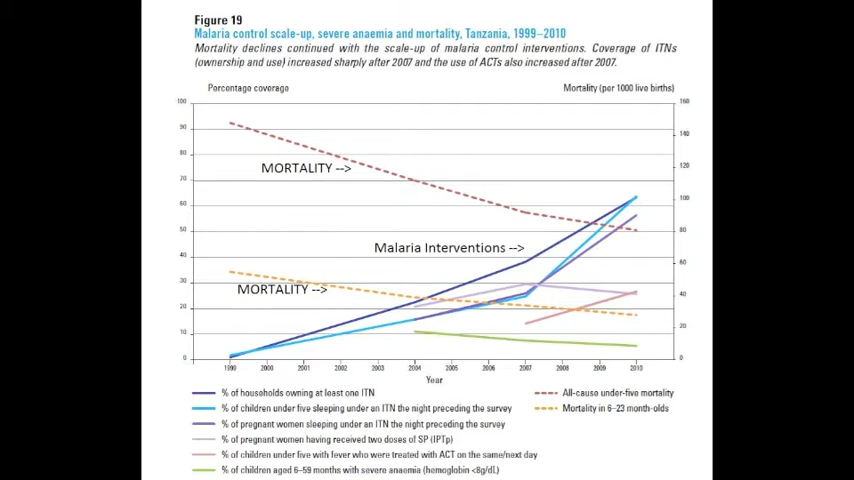 Figure 19
Malaria control scale-up, severe anaemia and mortality, Tanzania, 1999–2010
Mortality declines continued with the scale-up of malaria control interventions. Coverage of ITNs
(ownership and use) increased sharply after 2007 and the use of ACTs also increased after 2007.
Percentage coverage
Mortality (per 1000 live births)
100 160
90
140
80
MORTALITY -->
120
70
60
100
50
80
Malaria Interventions -->
40
60
30
MORTALITY -->
40
20
10
20
0 0
1999 2000 2001 2002 2003 2004 2005 2006 2007 2008 2009 2010
Year
% of households owning at least one ITN
All-cause under-five mortality
% of children under five sleeping under an ITN the night preceding the survey
Mortality in 6–23 month-olds
% of pregnant women sleeping under an ITN the night preceding the survey
% of pregnant women having received two doses of SP (IPTp)
% of children under five with fever who were treated with ACT on the same/next day
% of children aged 6–59 months with severe anaemia (hemoglobin <8g/dL)